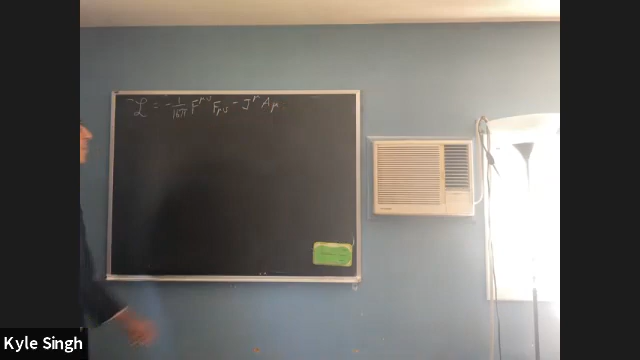 ℒ = -1/16π F^μν F_μν - J^μ A_μ
Kyle Singh